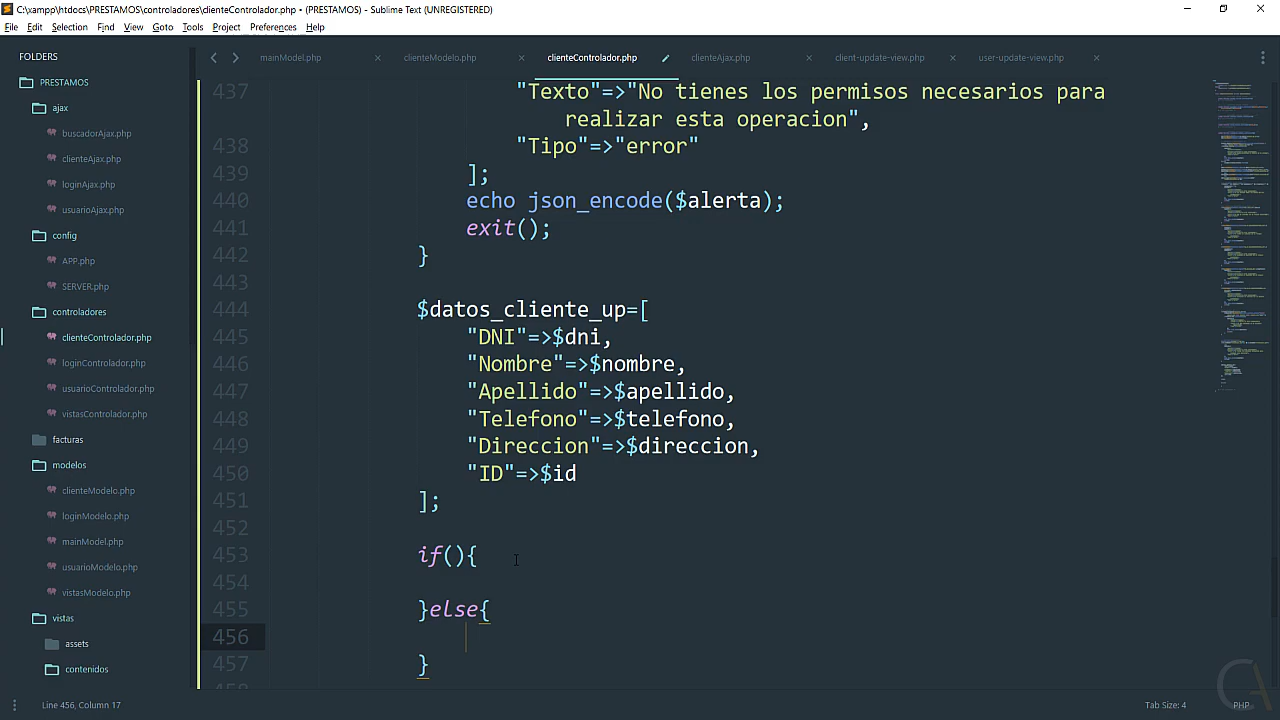 C:\xampp\htdocs\PRESTAMOS\controladores\clienteControlador.php • (PRESTAMOS) - Sublime Text (UNREGISTERED)
File Edit Selection Find View Goto Tools Project Preferences Help
FOLDERS
PRESTAMOS
ajax
buscadorAjax.php
clienteAjax.php
loginAjax.php
usuarioAjax.php
config
APP.php
SERVER.php
controladores
clienteControlador.php
loginControlador.php
usuarioControlador.php
vistasControlador.php
facturas
modelos
clienteModelo.php
loginModelo.php
mainModel.php
usuarioModelo.php
vistasModelo.php
vistas
assets
contenidos
mainModel.php clienteModelo.php clienteControlador.php clienteAjax.php client-update-view.php user-update-view.php
437 "Texto"=>"No tienes los permisos necesarios para
realizar esta operacion",
438 "Tipo"=>"error"
439 ];
440 echo json_encode($alerta);
441 exit();
442 }
443
444 $datos_cliente_up=[
445 "DNI"=>$dni,
446 "Nombre"=>$nombre,
447 "Apellido"=>$apellido,
448 "Telefono"=>$telefono,
449 "Direccion"=>$direccion,
450 "ID"=>$id
451 ];
452
453 if(){
454
455 }else{
456
457 }
Line 456, Column 17 Tab Size: 4 PHP